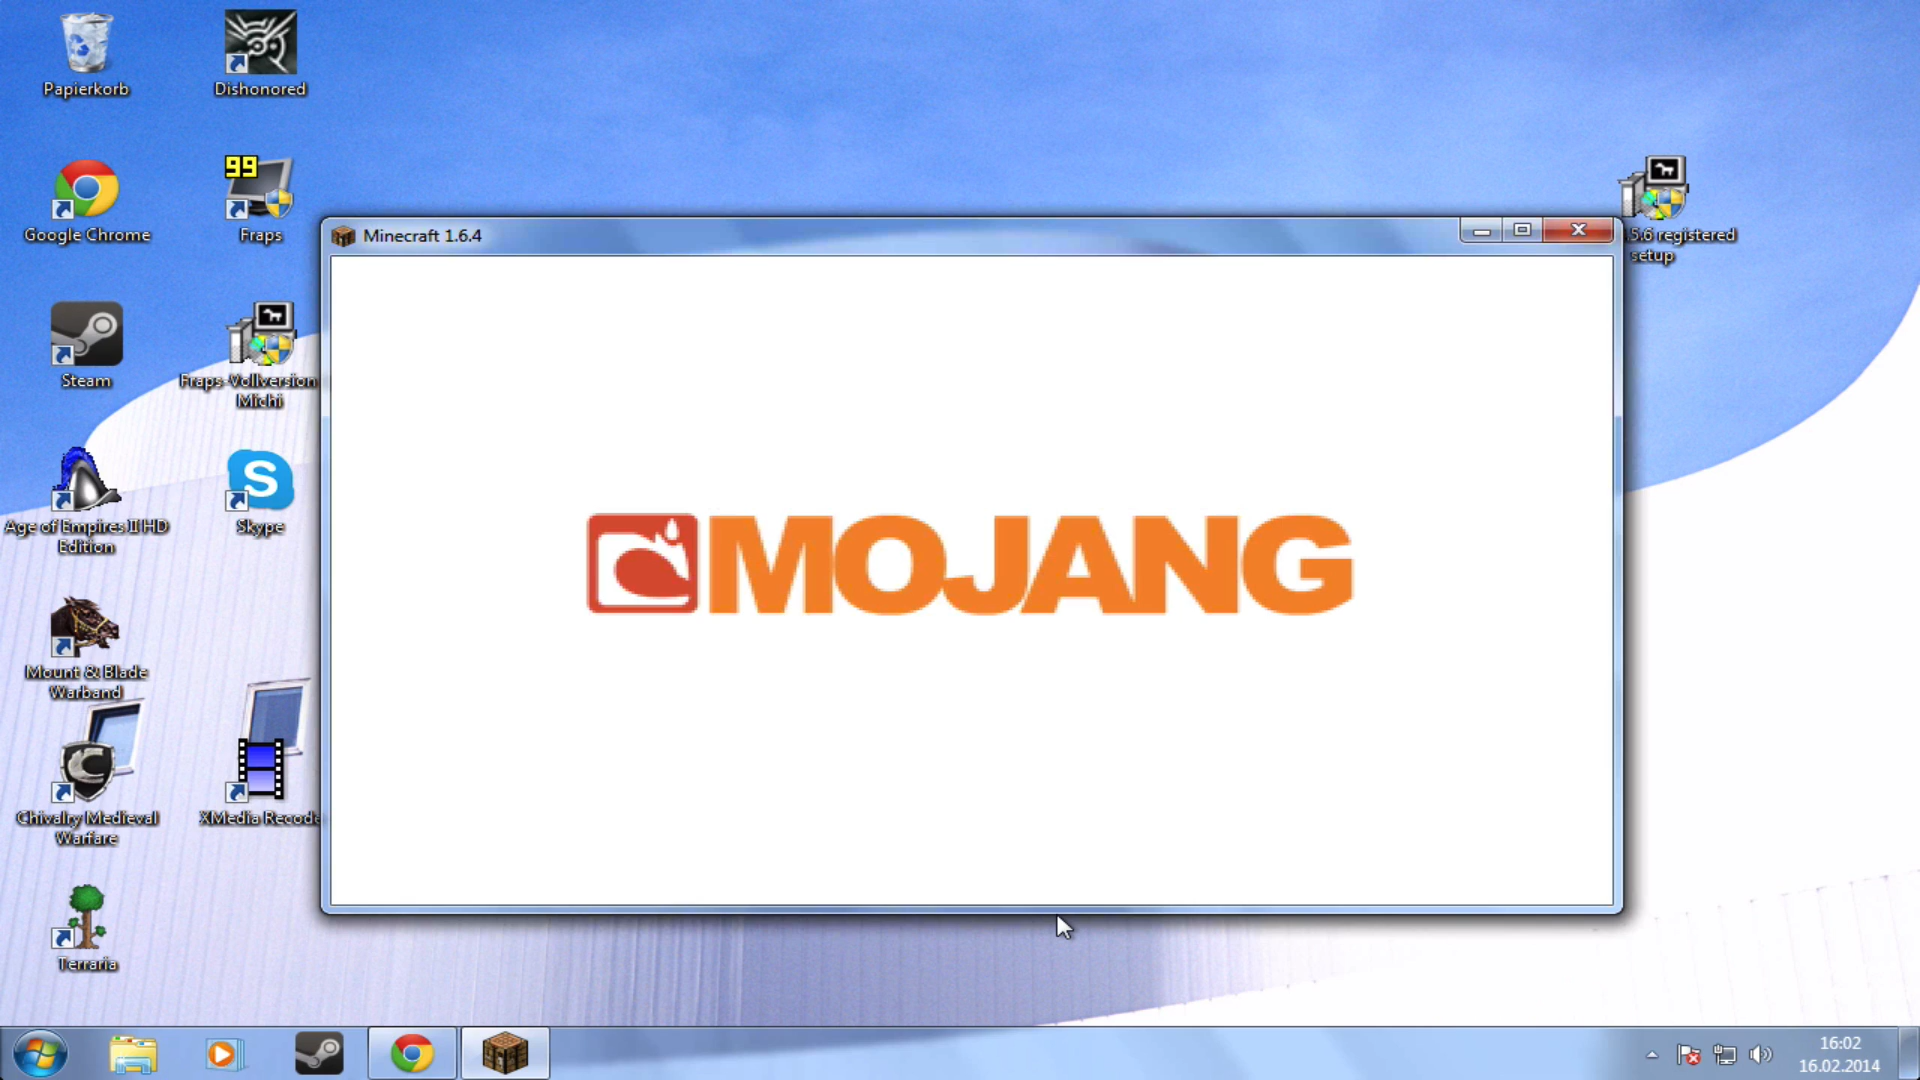 Papierkorb
Dishonored
Google Chrome
99
Fraps
Minecraft 1.6.4
5.6 registered
setup
Steam
Fraps-Vollversion
Michi
MOJANG
Age of Empires II HD
Edition
Skype
Mount & Blade
Warband
Chivalry Medieval
Warfare
XMedia Recode
Terraria
16:02
16.02.2014